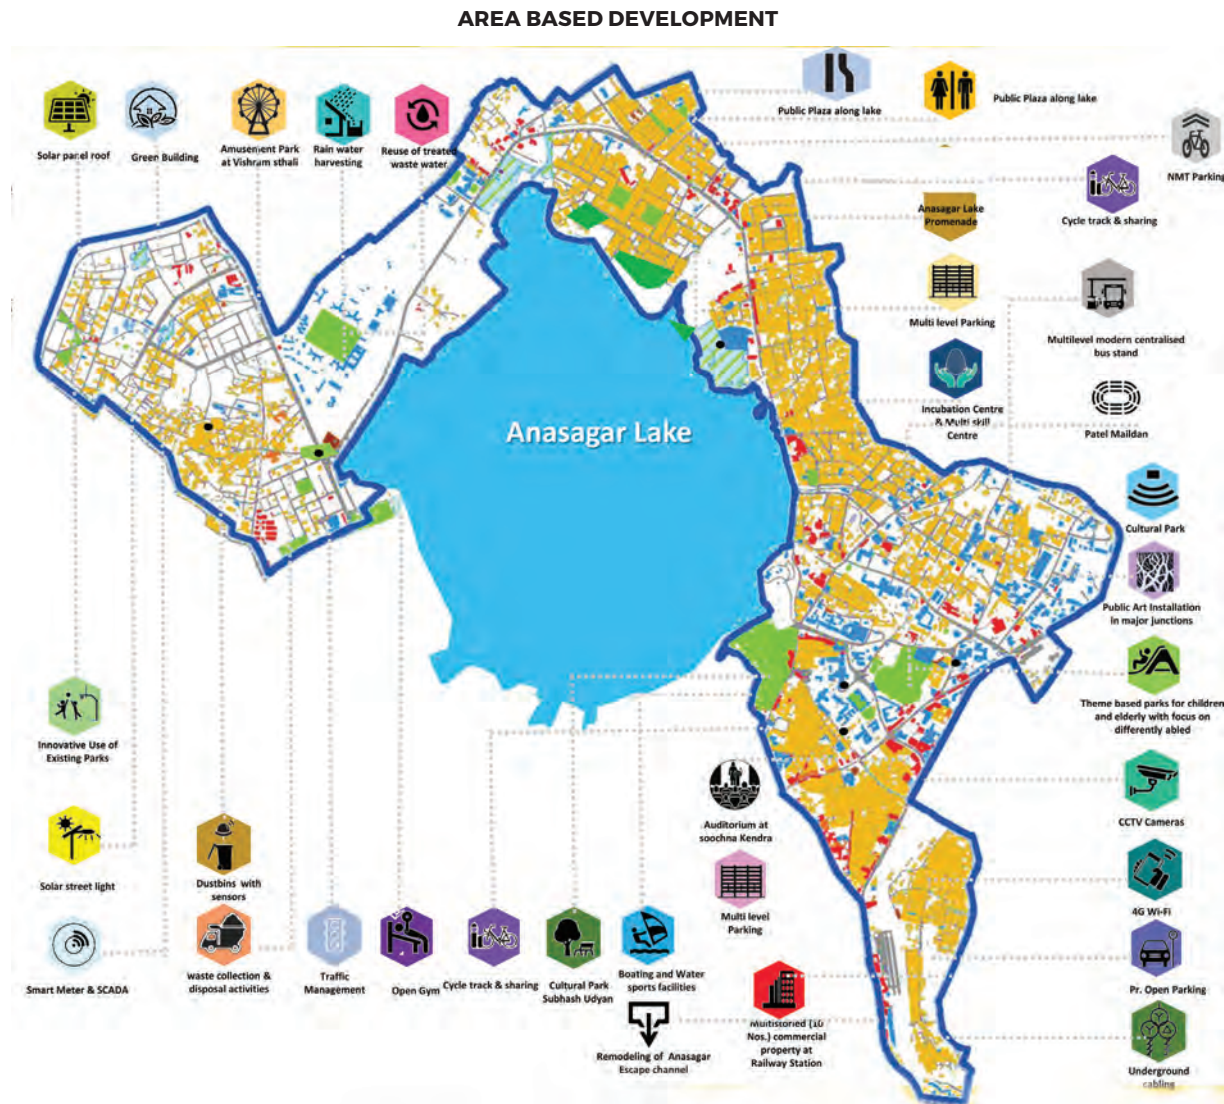 AREA BASED DEVELOPMENT
Solar panel roof
Green Building
Amusement Park
at Vishram sthali
Rain water
harvesting
Reuse of treated
waste water
Public Plaza along lake
Public Plaza along lake
NMT Parking
Cycle track & sharing
Anasagar Lake
Promenade
Multi level Parking
Multilevel modern centralised
bus stand
Incubation Centre
& Multi skill
Centre
Patel Maildan
Anasagar Lake
Cultural Park
Public Art Installation
in major junctions
Theme based parks for children
and elderly with focus on
differently abled
Innovative Use of
Existing Parks
CCTV Cameras
Auditorium at
soochna Kendra
Solar street light
Dustbins with
sensors
Multi level
Parking
4G Wi-Fi
Smart Meter & SCADA
waste collection &
disposal activities
Traffic
Management
Open Gym
Cycle track & sharing
Cultural Park
Subhash Udyan
Boating and Water
sports facilities
Pr. Open Parking
Remodeling of Anasagar
Escape channel
Multistoried (10
Nos.) commercial
property at
Railway Station
Underground
cabling